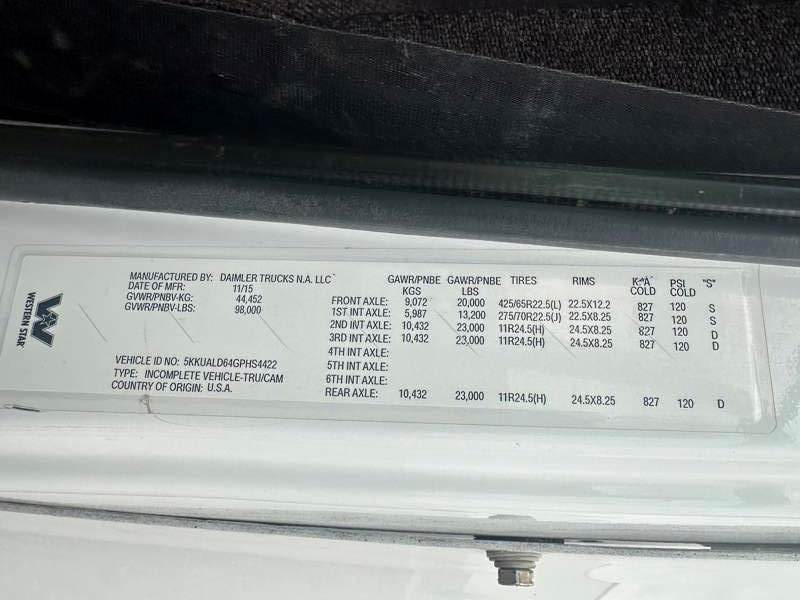 WESTERN STAR
MANUFACTURED BY: DAIMLER TRUCKS N.A. LLC
DATE OF MFR: 11/15
GVWR/PNBV-KG: 44,452
GVWR/PNBV-LBS: 98,000
VEHICLE ID NO: 5KKUALD64GPHS4422
TYPE: INCOMPLETE VEHICLE-TRU/CAM
COUNTRY OF ORIGIN: U.S.A.
GAWR/PNBE GAWR/PNBE TIRES RIMS KPA PSI "S"
KGS LBS COLD COLD
FRONT AXLE: 9,072 20,000 425/65R22.5(L) 22.5X12.2 827 120 S
1ST INT AXLE: 5,987 13,200 275/70R22.5(J) 22.5X8.25 827 120 S
2ND INT AXLE: 10,432 23,000 11R24.5(H) 24.5X8.25 827 120 D
3RD INT AXLE: 10,432 23,000 11R24.5(H) 24.5X8.25 827 120 D
4TH INT AXLE:
5TH INT AXLE:
6TH INT AXLE:
REAR AXLE: 10,432 23,000 11R24.5(H) 24.5X8.25 827 120 D